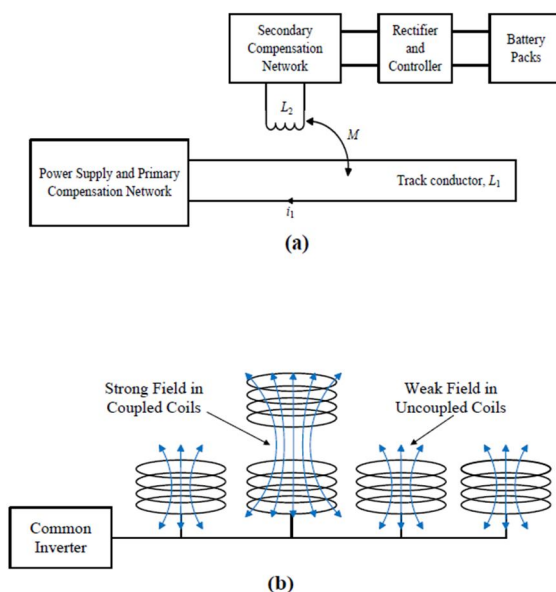 Secondary
Compensation
Network
Rectifier
and
Controller
Battery
Packs
L2
M
Power Supply and Primary
Compensation Network
Track conductor, L1
i1
(a)
Strong Field in
Coupled Coils
Weak Field in
Uncoupled Coils
Common
Inverter
(b)